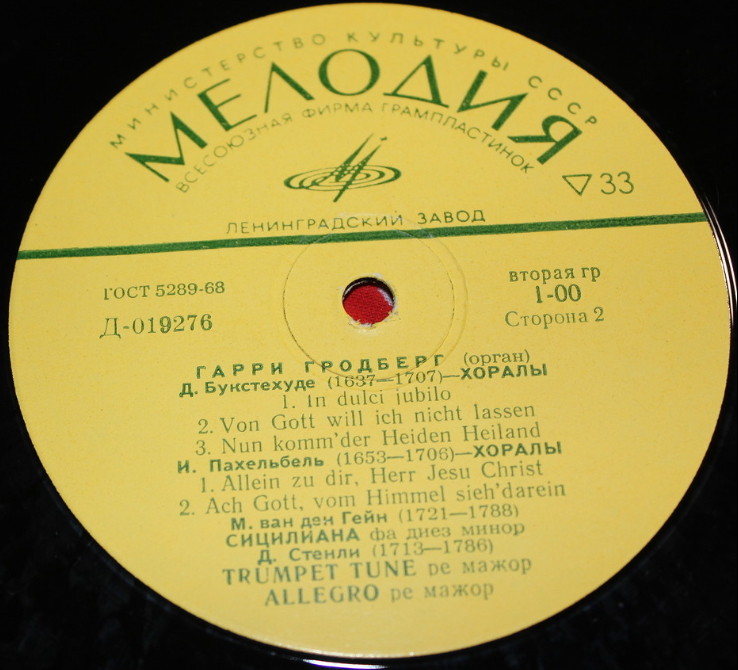 МИНИСТЕРСТВО КУЛЬТУРЫ СССР
МЕЛОДИЯ
ВСЕСОЮЗНАЯ ФИРМА ГРАМПЛАСТИНОК
33
ЛЕНИНГРАДСКИЙ ЗАВОД
ГОСТ 5289-68
Д-019276
вторая гр
1-00
Сторона 2
ГАРРИ ГРОДБЕРГ (орган)
Д. Букстехуде (1637—1707)—ХОРАЛЫ
1. In dulci jubilo
2. Von Gott will ich nicht lassen
3. Nun komm'der Heiden Heiland
И. Пахельбель (1653—1706)—ХОРАЛЫ
1. Allein zu dir, Herr Jesu Christ
2. Ach Gott, vom Himmel sieh'darein
М. ван ден Гейн (1721—1788)
СИЦИЛИАНА фа диез минор
Д. Стенли (1713—1786)
TRUMPET TUNE ре мажор
ALLEGRO ре мажор